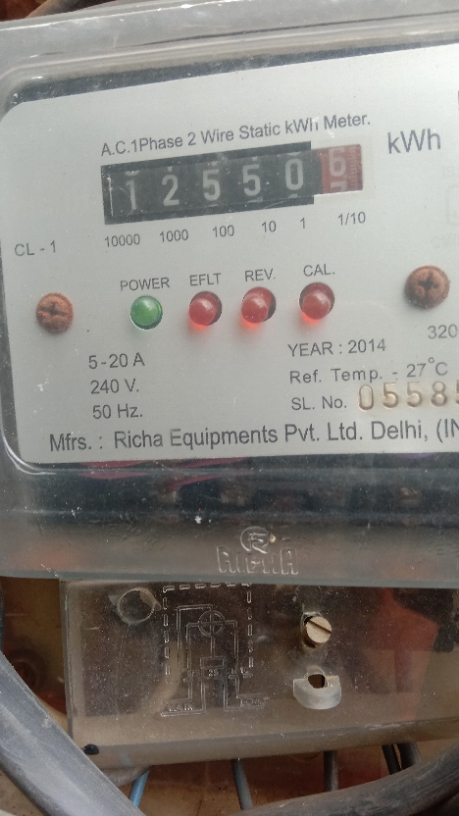 A.C.1Phase 2 Wire Static kWh Meter.
1 2 5 5 0 6 kWh
10000 1000 100 10 1 1/10
CL - 1
POWER EFLT REV. CAL.
5-20 A
240 V.
50 Hz.
YEAR : 2014
320
Ref. Temp. - 27°C
SL. No. 0558
Mfrs. : Richa Equipments Pvt. Ltd. Delhi, (IN
RICHA